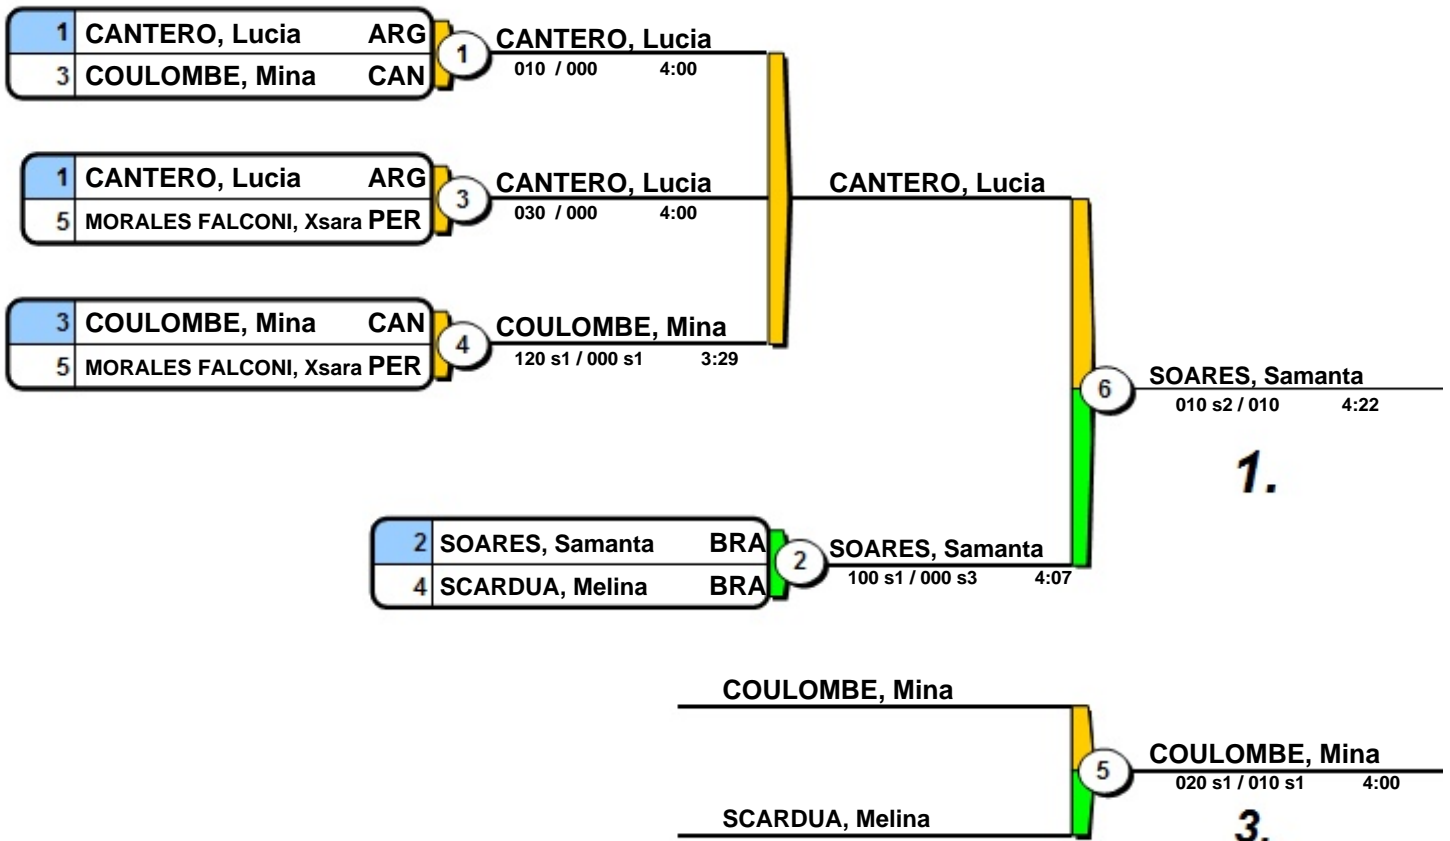 1 CANTERO, Lucia ARG
3 COULOMBE, Mina CAN
1 CANTERO, Lucia
010 / 000 4:00
1 CANTERO, Lucia ARG
5 MORALES FALCONI, Xsara PER
3 CANTERO, Lucia
030 / 000 4:00
CANTERO, Lucia
3 COULOMBE, Mina CAN
5 MORALES FALCONI, Xsara PER
4 COULOMBE, Mina
120 s1 / 000 s1 3:29
6 SOARES, Samanta
010 s2 / 010 4:22
1.
2 SOARES, Samanta BRA
4 SCARDUA, Melina BRA
2 SOARES, Samanta
100 s1 / 000 s3 4:07
COULOMBE, Mina
5 COULOMBE, Mina
020 s1 / 010 s1 4:00
SCARDUA, Melina
3.